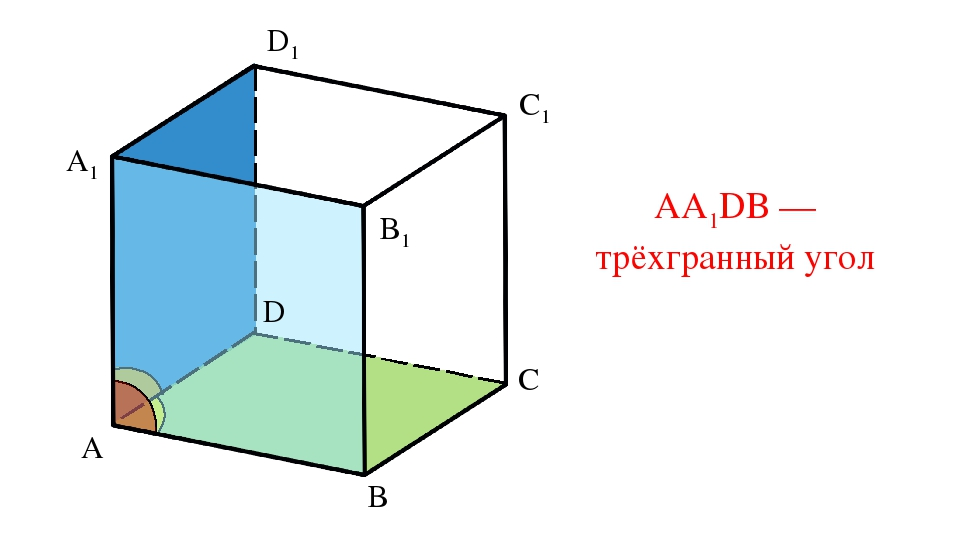 D₁
C₁
A₁
B₁
AA₁DB —
трёхгранный угол
D
C
A
B